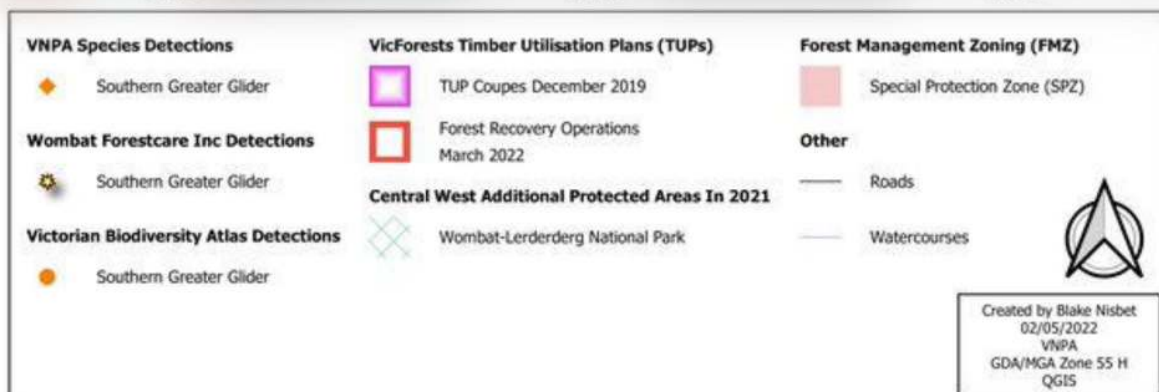 VNPA Species Detections
Southern Greater Glider
Wombat Forestcare Inc Detections
Southern Greater Glider
Victorian Biodiversity Atlas Detections
Southern Greater Glider
VicForests Timber Utilisation Plans (TUPs)
TUP Coupes December 2019
Forest Recovery Operations
March 2022
Central West Additional Protected Areas In 2021
Wombat-Lerderderg National Park
Forest Management Zoning (FMZ)
Special Protection Zone (SPZ)
Other
Roads
Watercourses
Created by Blake Nisbet
02/05/2022
VNPA
GDA/MGA Zone 55 H
QGIS